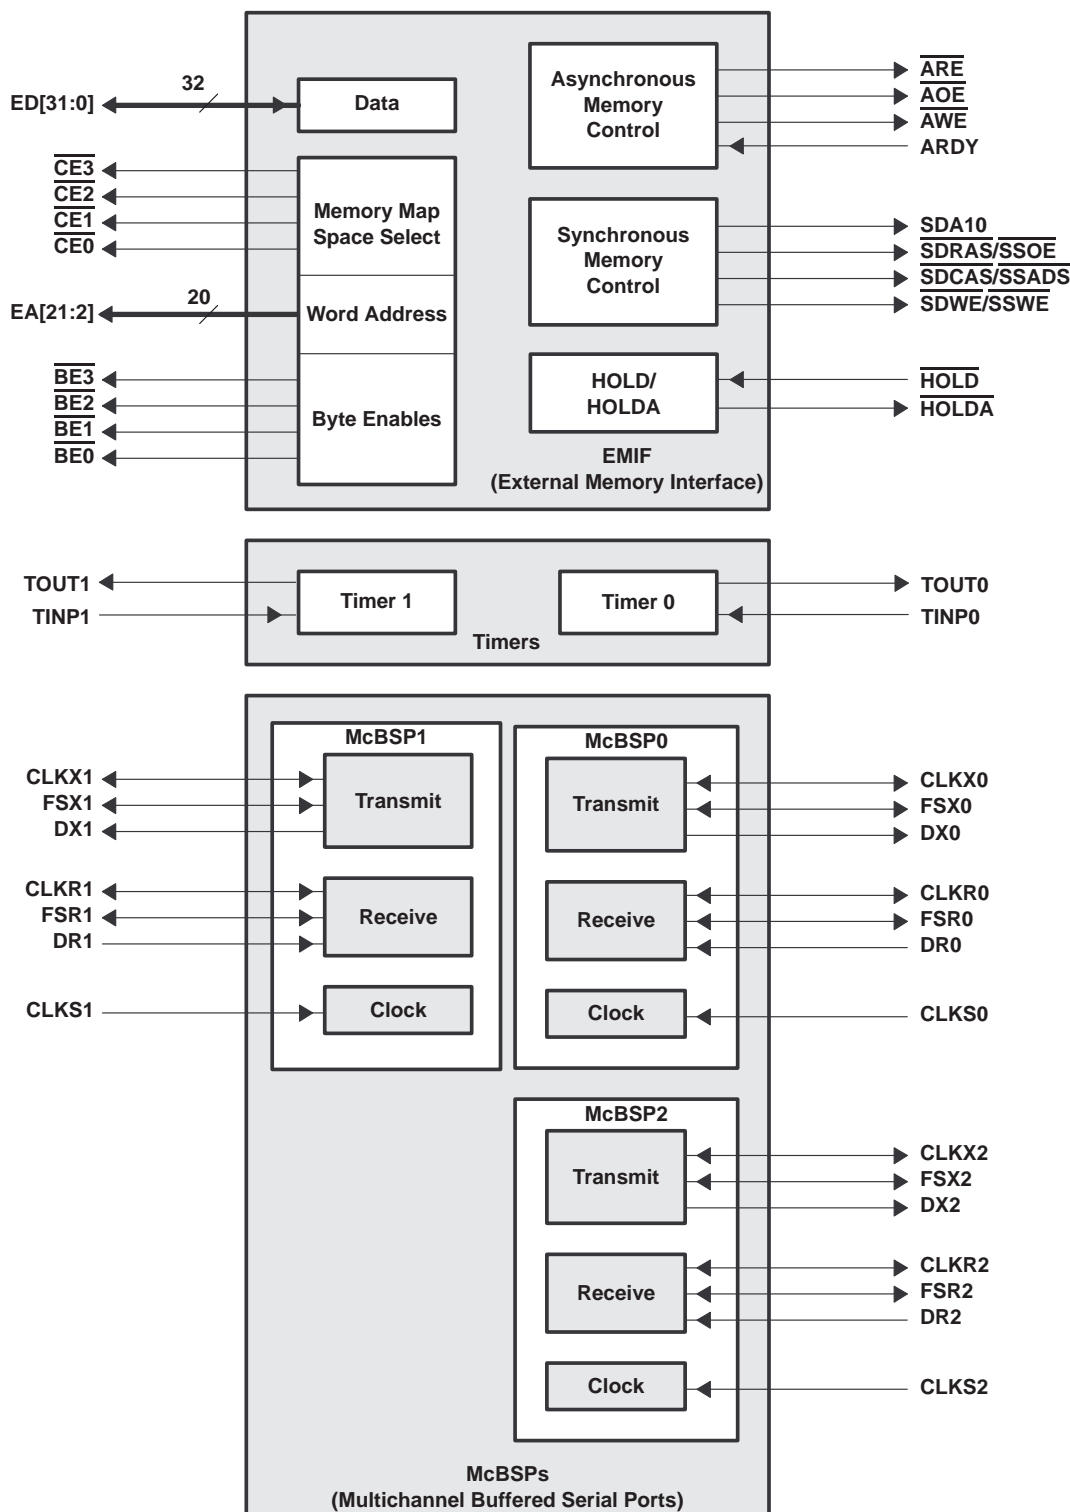 32
ED[31:0]
Data
CE3
CE2
CE1
CE0
Memory Map
Space Select
20
EA[21:2]
Word Address
BE3
BE2
BE1
BE0
Byte Enables
Asynchronous
Memory
Control
ARE
AOE
AWE
ARDY
Synchronous
Memory
Control
SDA10
SDRAS/SSOE
SDCAS/SSADS
SDWE/SSWE
HOLD/
HOLDA
HOLD
HOLDA
EMIF
(External Memory Interface)
TOUT1
TINP1
Timer 1
Timer 0
TOUT0
TINP0
Timers
McBSP1
CLKX1
FSX1
DX1
Transmit
CLKR1
FSR1
DR1
Receive
CLKS1
Clock
McBSP0
Transmit
CLKX0
FSX0
DX0
Receive
CLKR0
FSR0
DR0
Clock
CLKS0
McBSP2
Transmit
CLKX2
FSX2
DX2
Receive
CLKR2
FSR2
DR2
Clock
CLKS2
McBSPs
(Multichannel Buffered Serial Ports)